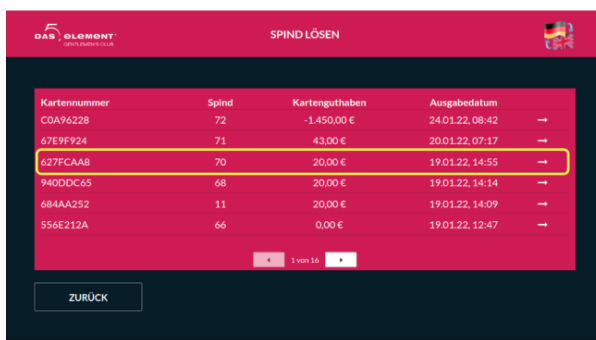 DAS 5. ELEMENT
GENTLEMEN'S CLUB
SPIND LÖSEN
Kartennummer Spind Kartenguthaben Ausgabedatum
C0A96228 72 -1.450,00 € 24.01.22, 08:42 →
67E9F924 71 43,00 € 20.01.22, 07:17 →
627FCAA8 70 20,00 € 19.01.22, 14:55 →
940DDC65 68 20,00 € 19.01.22, 14:14 →
684AA252 11 20,00 € 19.01.22, 14:09 →
556E212A 66 0,00 € 19.01.22, 12:47 →
1 von 16
ZURÜCK